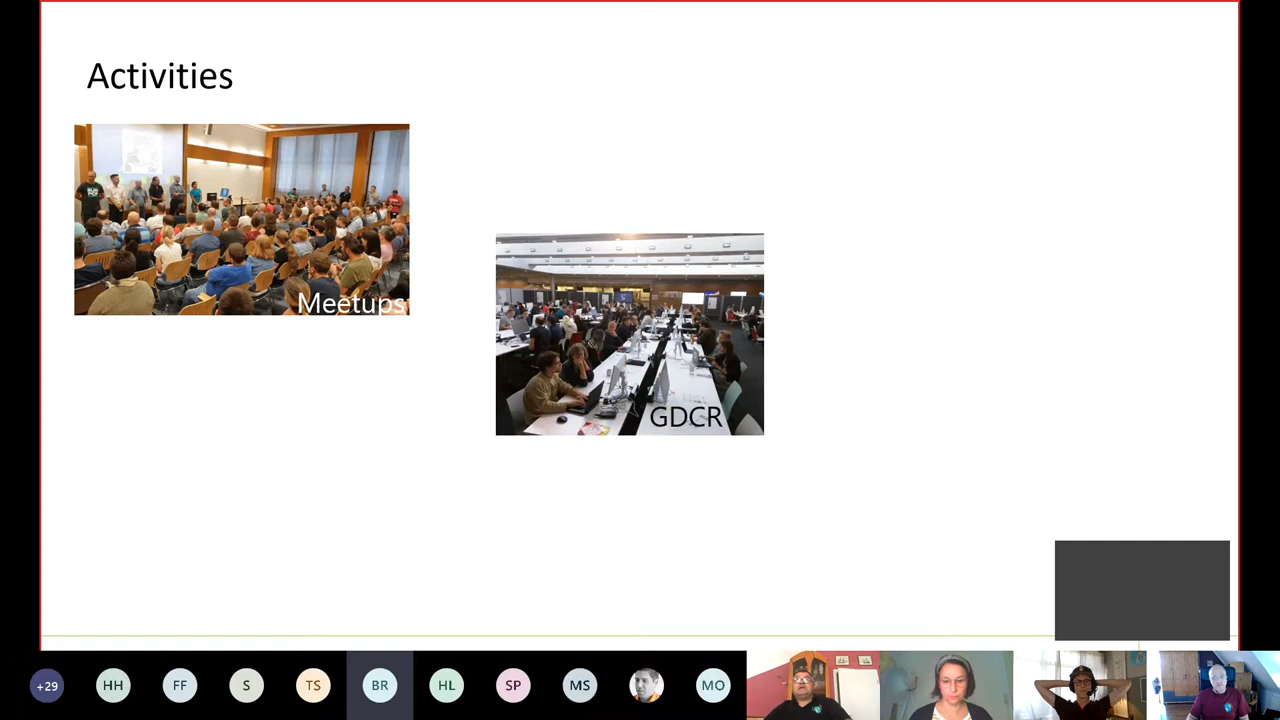 Activities
Meetups
GDCR
+29
HH
FF
S
TS
BR
HL
SP
MS
MO